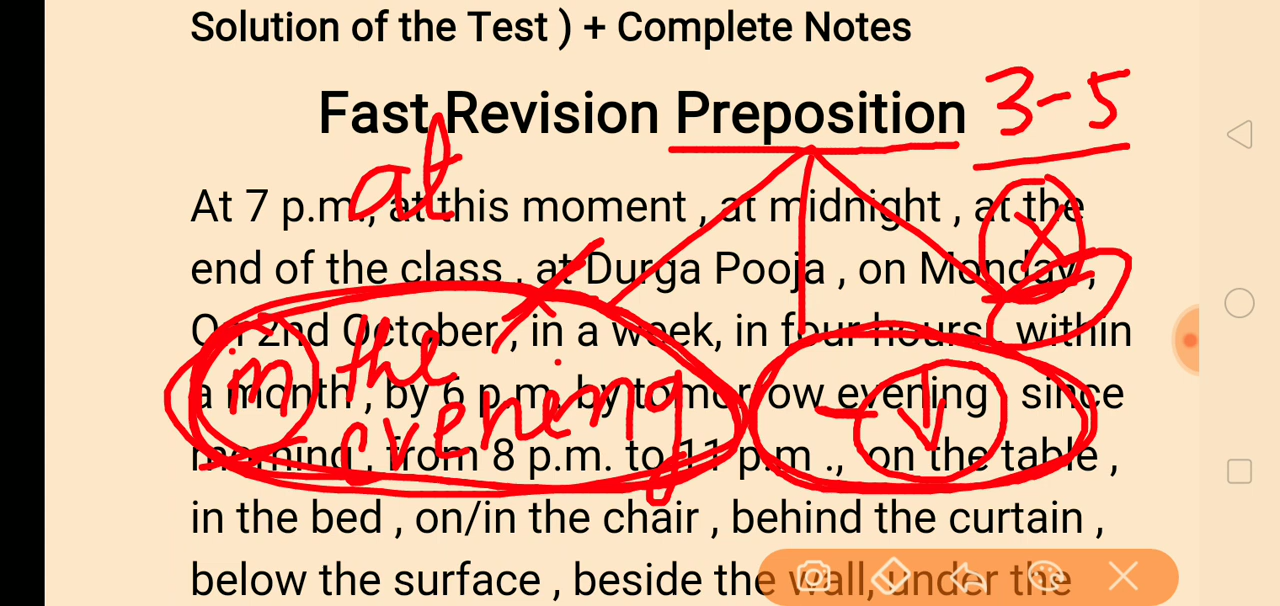 Solution of the Test ) + Complete Notes
Fast Revision Preposition 3-5
at
At 7 p.m., at this moment , at midnight , at the
end of the class , at Durga Pooja , on Monday,
On 2nd October , in a week, in four hours, within
in the
a month , by 6 p.m, by tomorrow evening , since
evening - V
morning , from 8 p.m. to 11 p.m ., on the table ,
in the bed , on/in the chair , behind the curtain ,
below the surface , beside the wall, under the